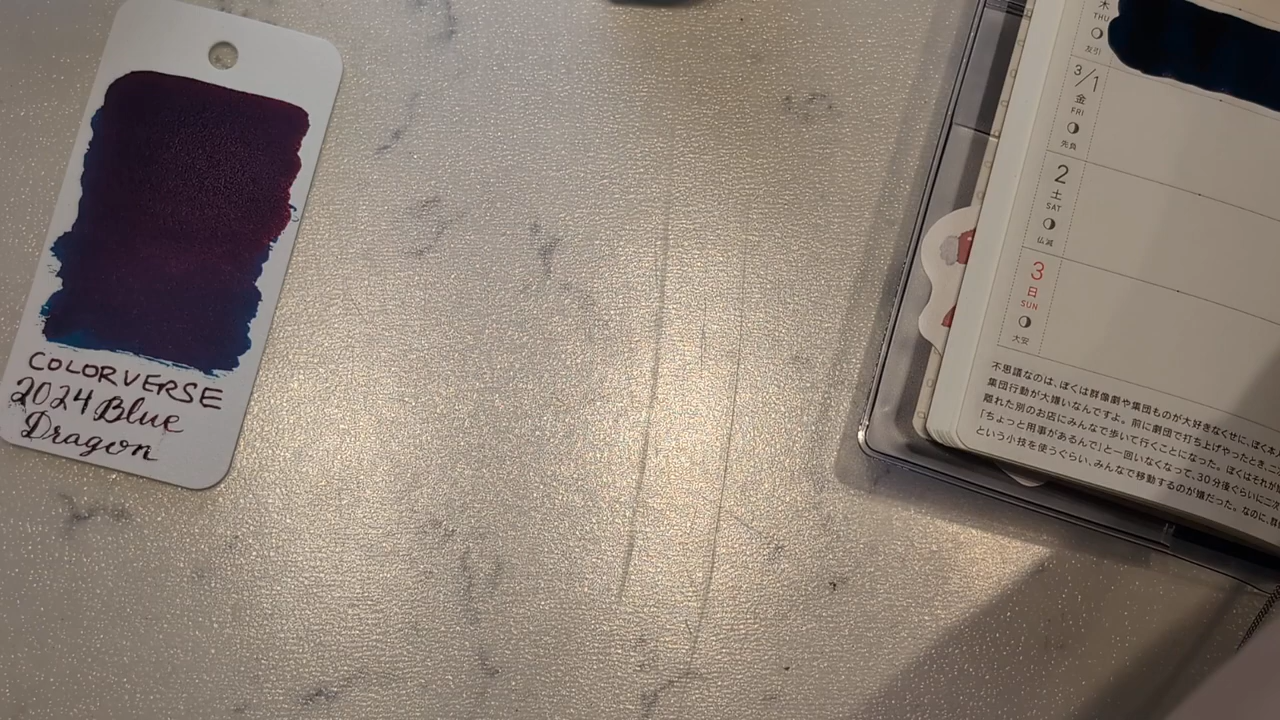 COLORVERSE
2024 Blue
Dragon
木
THU
友引
3/1
金
FRI
先負
2
土
SAT
仏滅
3
日
SUN
大安
不思議なのは、ぼくは群像劇や集団ものが大好きなくせに、ぼく本人
集団行動が大嫌いなんですよ。前に劇団で打ち上げやったとき、二
離れた別のお店にみんなで歩いて行くことになった。ぼくはそれが
「ちょっと用事があるんで」と一回いなくなって、30分後ぐらいに二次
という小技を使うぐらい、みんなで移動するのが嫌だった。なのに、群